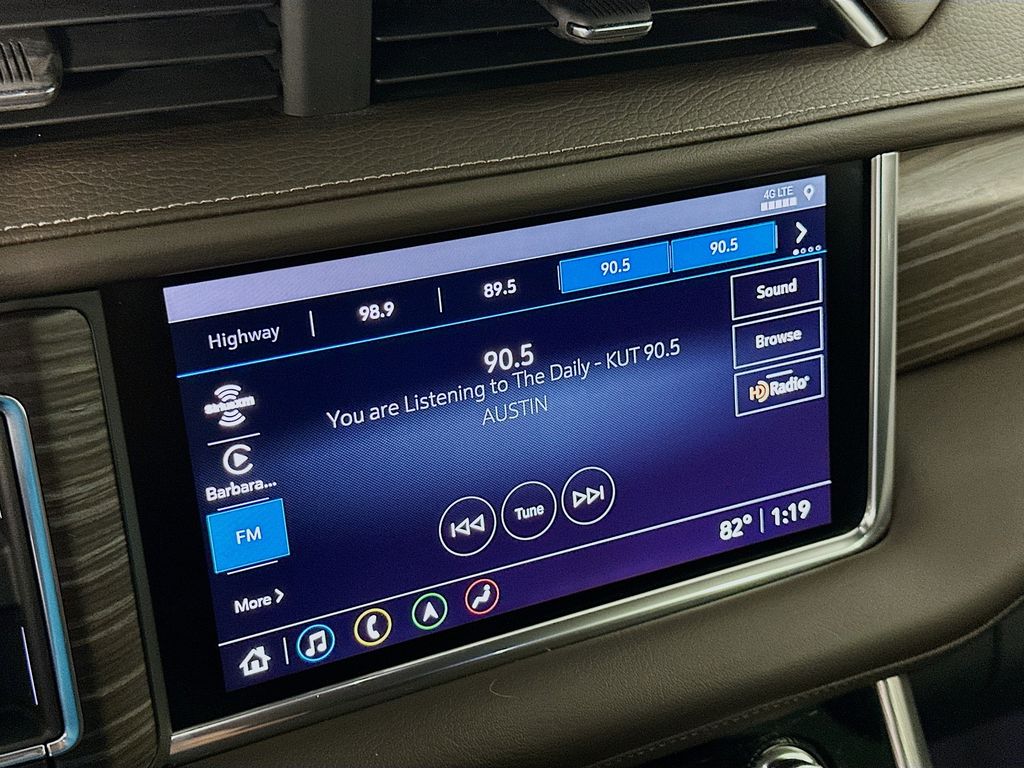 4G LTE
Highway 98.9 89.5 90.5 90.5
Sound
90.5
Browse
You are Listening to The Daily - KUT 90.5
AUSTIN
HD Radio
siriusxm
Barbara...
FM
Tune
82° 1:19
More